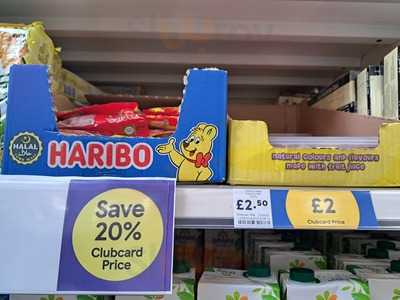 HALAL
حلال
HARIBO
natural colours and flavours
made with fruit juice
£2.50
£2
Clubcard Price
Save
20%
Clubcard
Price